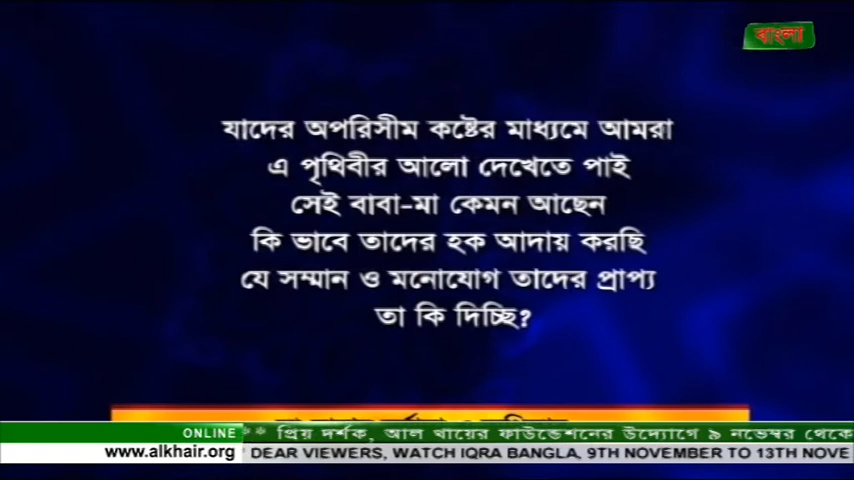 বাংলা
যাদের অপরিসীম কষ্টের মাধ্যমে আমরা
এ পৃথিবীর আলো দেখেতে পাই
সেই বাবা-মা কেমন আছেন
কি ভাবে তাদের হক আদায় করছি
যে সম্মান ও মনোযোগ তাদের প্রাপ্য
তা কি দিচ্ছি?
ONLINE ** প্রিয় দর্শক, আল খায়ের ফাউন্ডেশনের উদ্যোগে ৯ নভেম্বর থেকে
www.alkhair.org * DEAR VIEWERS, WATCH IQRA BANGLA, 9TH NOVEMBER TO 13TH NOVE